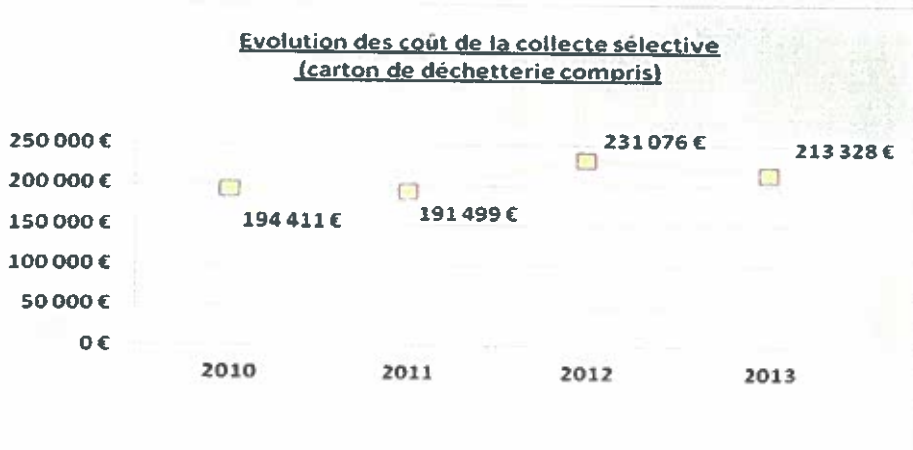 Evolution des coût de la collecte sélective
(carton de déchetterie compris)
250 000 €
200 000 €
150 000 €
100 000 €
50 000 €
0 €
194 411 €
191 499 €
231 076 €
213 328 €
2010
2011
2012
2013